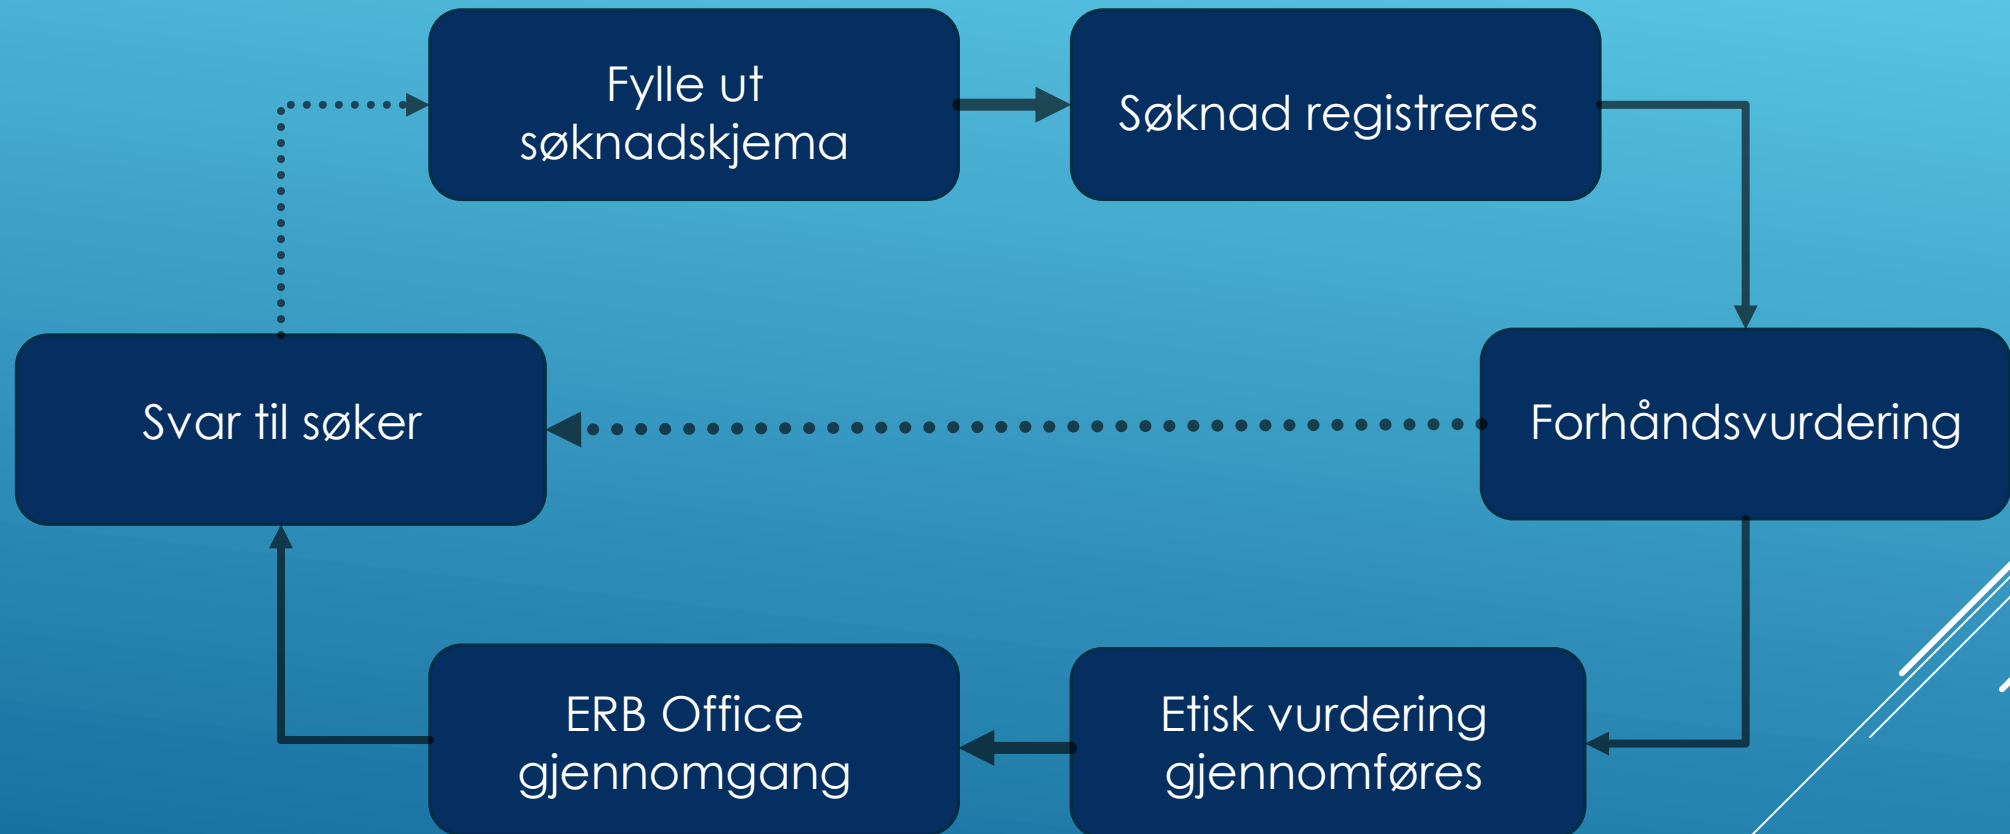 Fylle ut
søknadskjema
Søknad registreres
Svar til søker
Forhåndsvurdering
ERB Office
gjennomgang
Etisk vurdering
gjennomføres